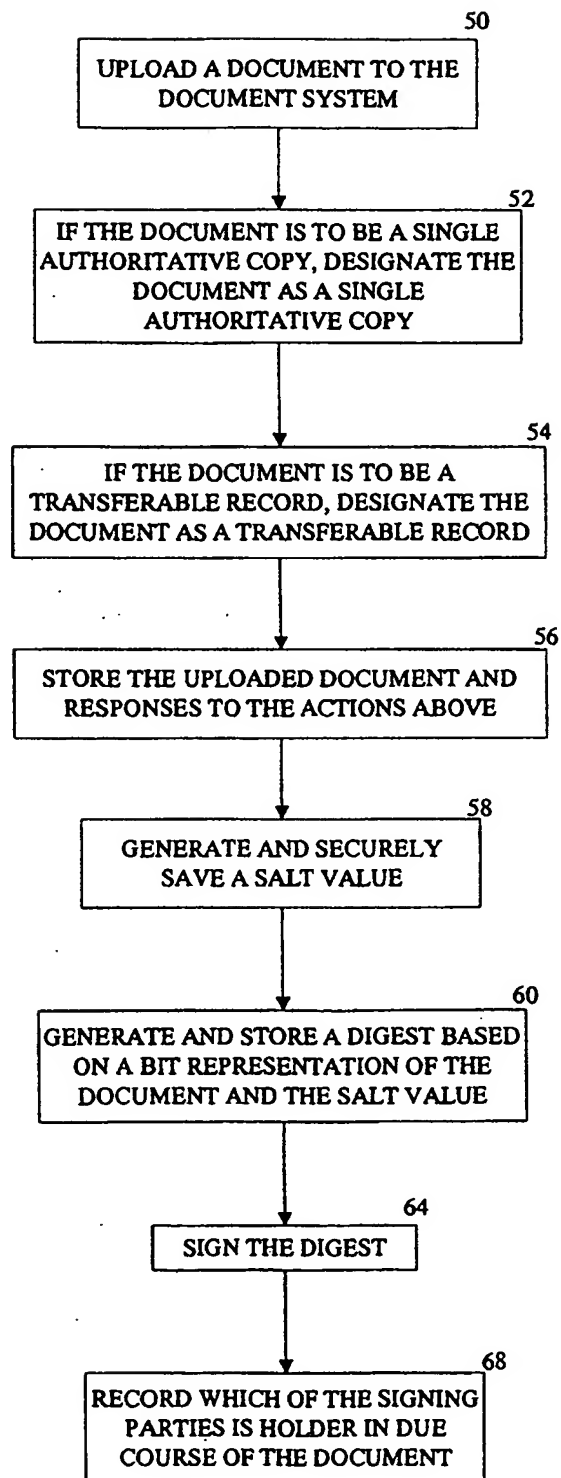 50
UPLOAD A DOCUMENT TO THE
DOCUMENT SYSTEM
52
IF THE DOCUMENT IS TO BE A SINGLE
AUTHORITATIVE COPY, DESIGNATE THE
DOCUMENT AS A SINGLE
AUTHORITATIVE COPY
54
IF THE DOCUMENT IS TO BE A
TRANSFERABLE RECORD, DESIGNATE THE
DOCUMENT AS A TRANSFERABLE RECORD
56
STORE THE UPLOADED DOCUMENT AND
RESPONSES TO THE ACTIONS ABOVE
58
GENERATE AND SECURELY
SAVE A SALT VALUE
60
GENERATE AND STORE A DIGEST BASED
ON A BIT REPRESENTATION OF THE
DOCUMENT AND THE SALT VALUE
64
SIGN THE DIGEST
68
RECORD WHICH OF THE SIGNING
PARTIES IS HOLDER IN DUE
COURSE OF THE DOCUMENT